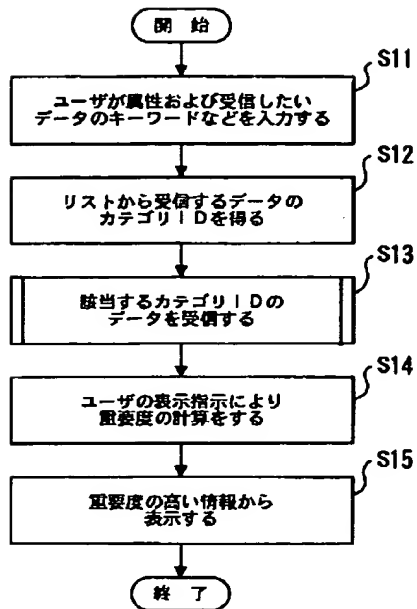 開 始
S11
ユーザが属性および受信したい
データのキーワードなどを入力する
S12
リストから受信するデータの
カテゴリIDを得る
S13
該当するカテゴリIDの
データを受信する
S14
ユーザの表示指示により
重要度の計算をする
S15
重要度の高い情報から
表示する
終 了